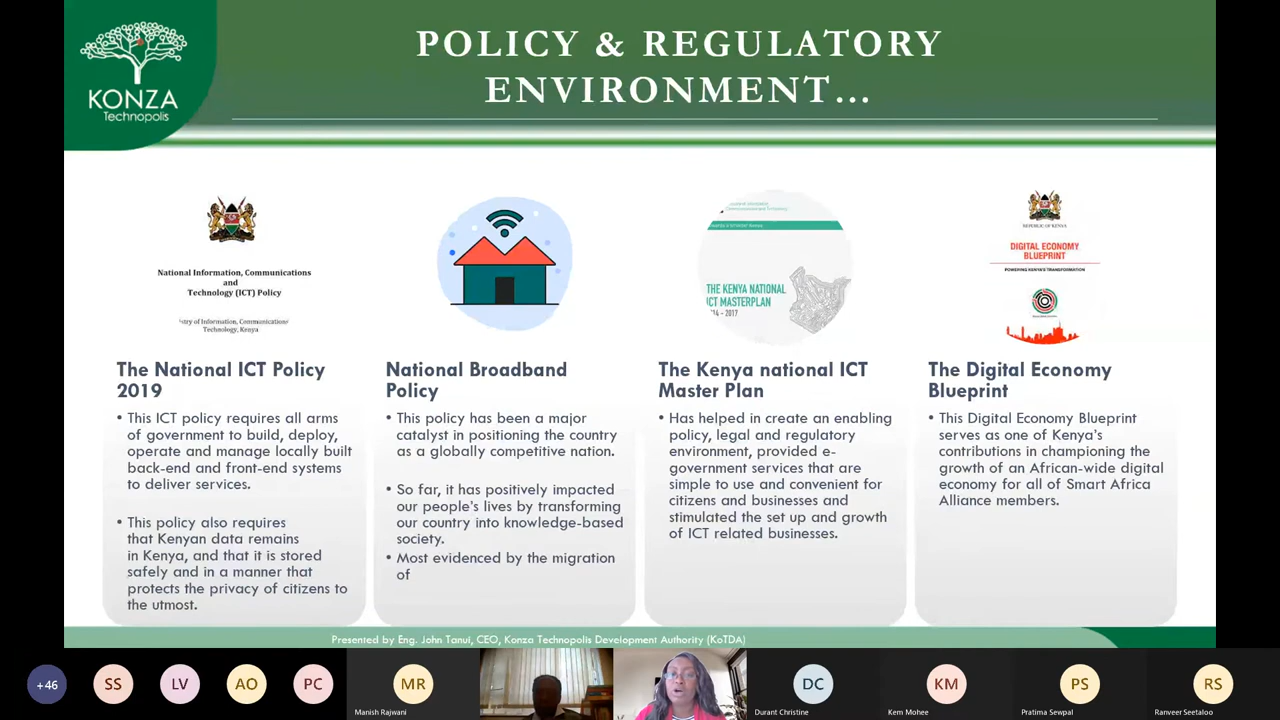 POLICY & REGULATORY
ENVIRONMENT...
KONZA
Technopolis
National Information, Communications
and
Technology (ICT) Policy
Technology, Kenya
The National ICT Policy
2019
• This ICT policy requires all arms
of government to build, deploy,
operate and manage locally built
back-end and front-end systems
to deliver services.
• This policy also requires
that Kenyan data remains
in Kenya, and that it is stored
safely and in a manner that
protects the privacy of citizens to
the utmost.
National Broadband
Policy
• This policy has been a major
catalyst in positioning the country
as a globally competitive nation.
• So far, it has positively impacted
our people's lives by transforming
our country into knowledge-based
society.
• Most evidenced by the migration
of
THE KENYA NATIONAL
ICT MASTERPLAN
2017
The Kenya national ICT
Master Plan
• Has helped in create an enabling
policy, legal and regulatory
environment, provided e-
government services that are
simple to use and convenient for
citizens and businesses and
stimulated the set up and growth
of ICT related businesses.
REPUBLIC OF KENYA
DIGITAL ECONOMY
BLUEPRINT
POWERING KENYA'S TRANSFORMATION
The Digital Economy
Blueprint
• This Digital Economy Blueprint
serves as one of Kenya's
contributions in championing the
growth of an African-wide digital
economy for all of Smart Africa
Alliance members.
Presented by Eng. John Tanui, CEO, Konza Technopolis Development Authority (KoTDA)
+46
SS
LV
AO
PC
MR
Manish Rajwani
DC
Durant Christine
KM
Kem Mohee
PS
Pratima Sewpal
RS
Ranveer Seetaloo